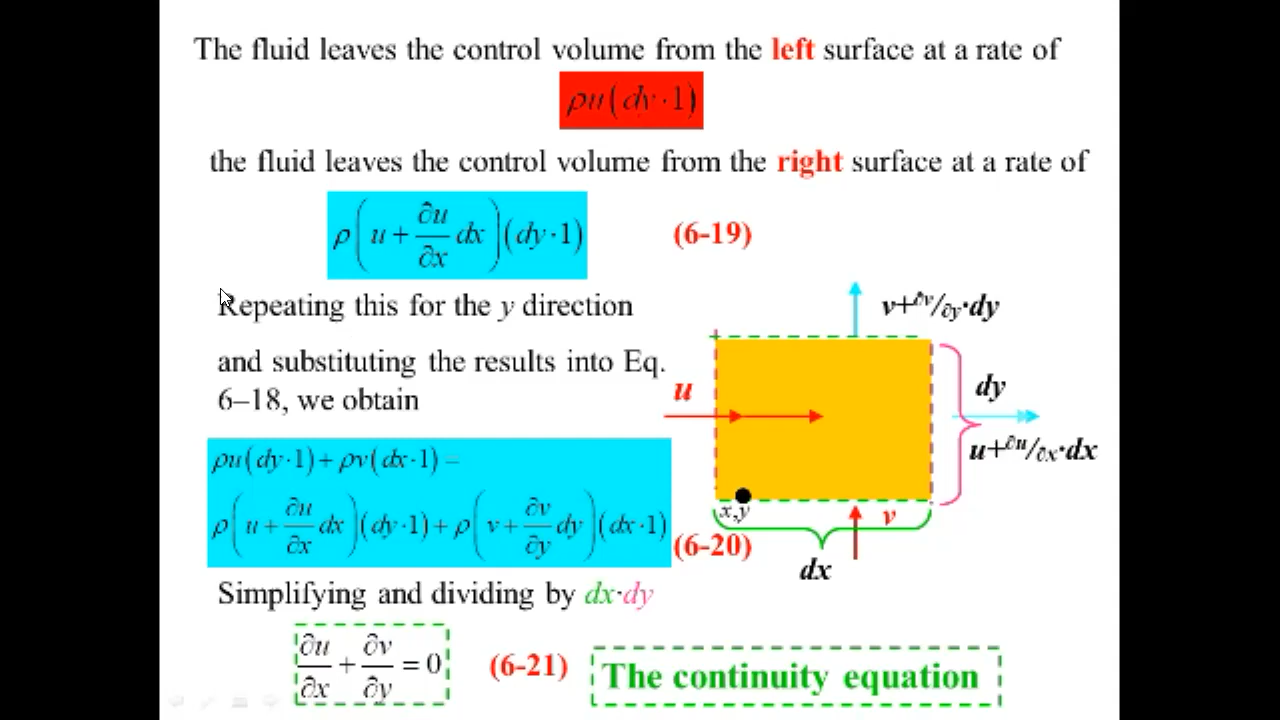 The fluid leaves the control volume from the left surface at a rate of
ρu(dy·1)
the fluid leaves the control volume from the right surface at a rate of
ρ(u + ∂u/∂x dx)(dy·1) (6-19)
Repeating this for the y direction
and substituting the results into Eq.
6–18, we obtain
ρu(dy·1) + ρv(dx·1) =
ρ(u + ∂u/∂x dx)(dy·1) + ρ(v + ∂v/∂y dy)(dx·1) (6-20)
Simplifying and dividing by dx·dy
∂u/∂x + ∂v/∂y = 0 (6-21)
The continuity equation
v+∂v/∂y·dy
u
dy
u+∂u/∂x·dx
x,y
v
dx